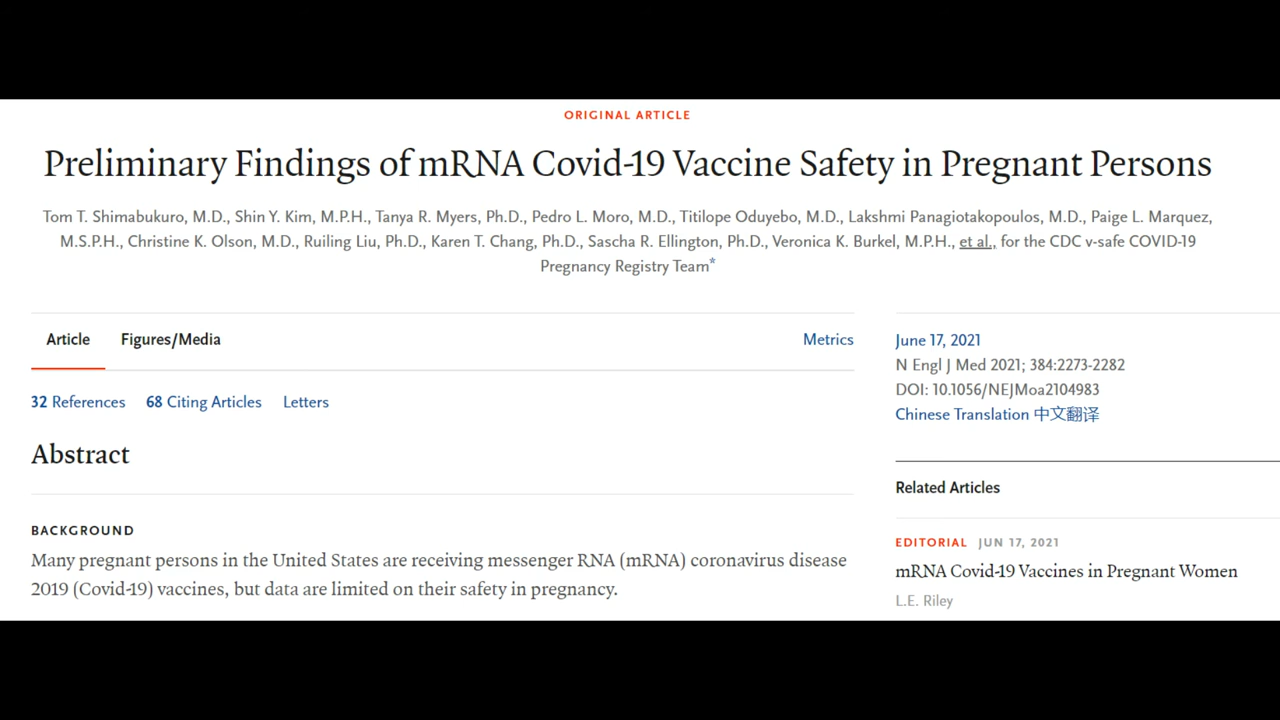 ORIGINAL ARTICLE
Preliminary Findings of mRNA Covid-19 Vaccine Safety in Pregnant Persons
Tom T. Shimabukuro, M.D., Shin Y. Kim, M.P.H., Tanya R. Myers, Ph.D., Pedro L. Moro, M.D., Titilope Oduyebo, M.D., Lakshmi Panagiotakopoulos, M.D., Paige L. Marquez,
M.S.P.H., Christine K. Olson, M.D., Ruiling Liu, Ph.D., Karen T. Chang, Ph.D., Sascha R. Ellington, Ph.D., Veronica K. Burkel, M.P.H., et al., for the CDC v-safe COVID-19
Pregnancy Registry Team*
Article Figures/Media Metrics
32 References 68 Citing Articles Letters
Abstract
BACKGROUND
Many pregnant persons in the United States are receiving messenger RNA (mRNA) coronavirus disease
2019 (Covid-19) vaccines, but data are limited on their safety in pregnancy.
June 17, 2021
N Engl J Med 2021; 384:2273-2282
DOI: 10.1056/NEJMoa2104983
Chinese Translation 中文翻译
Related Articles
EDITORIAL JUN 17, 2021
mRNA Covid-19 Vaccines in Pregnant Women
L.E. Riley